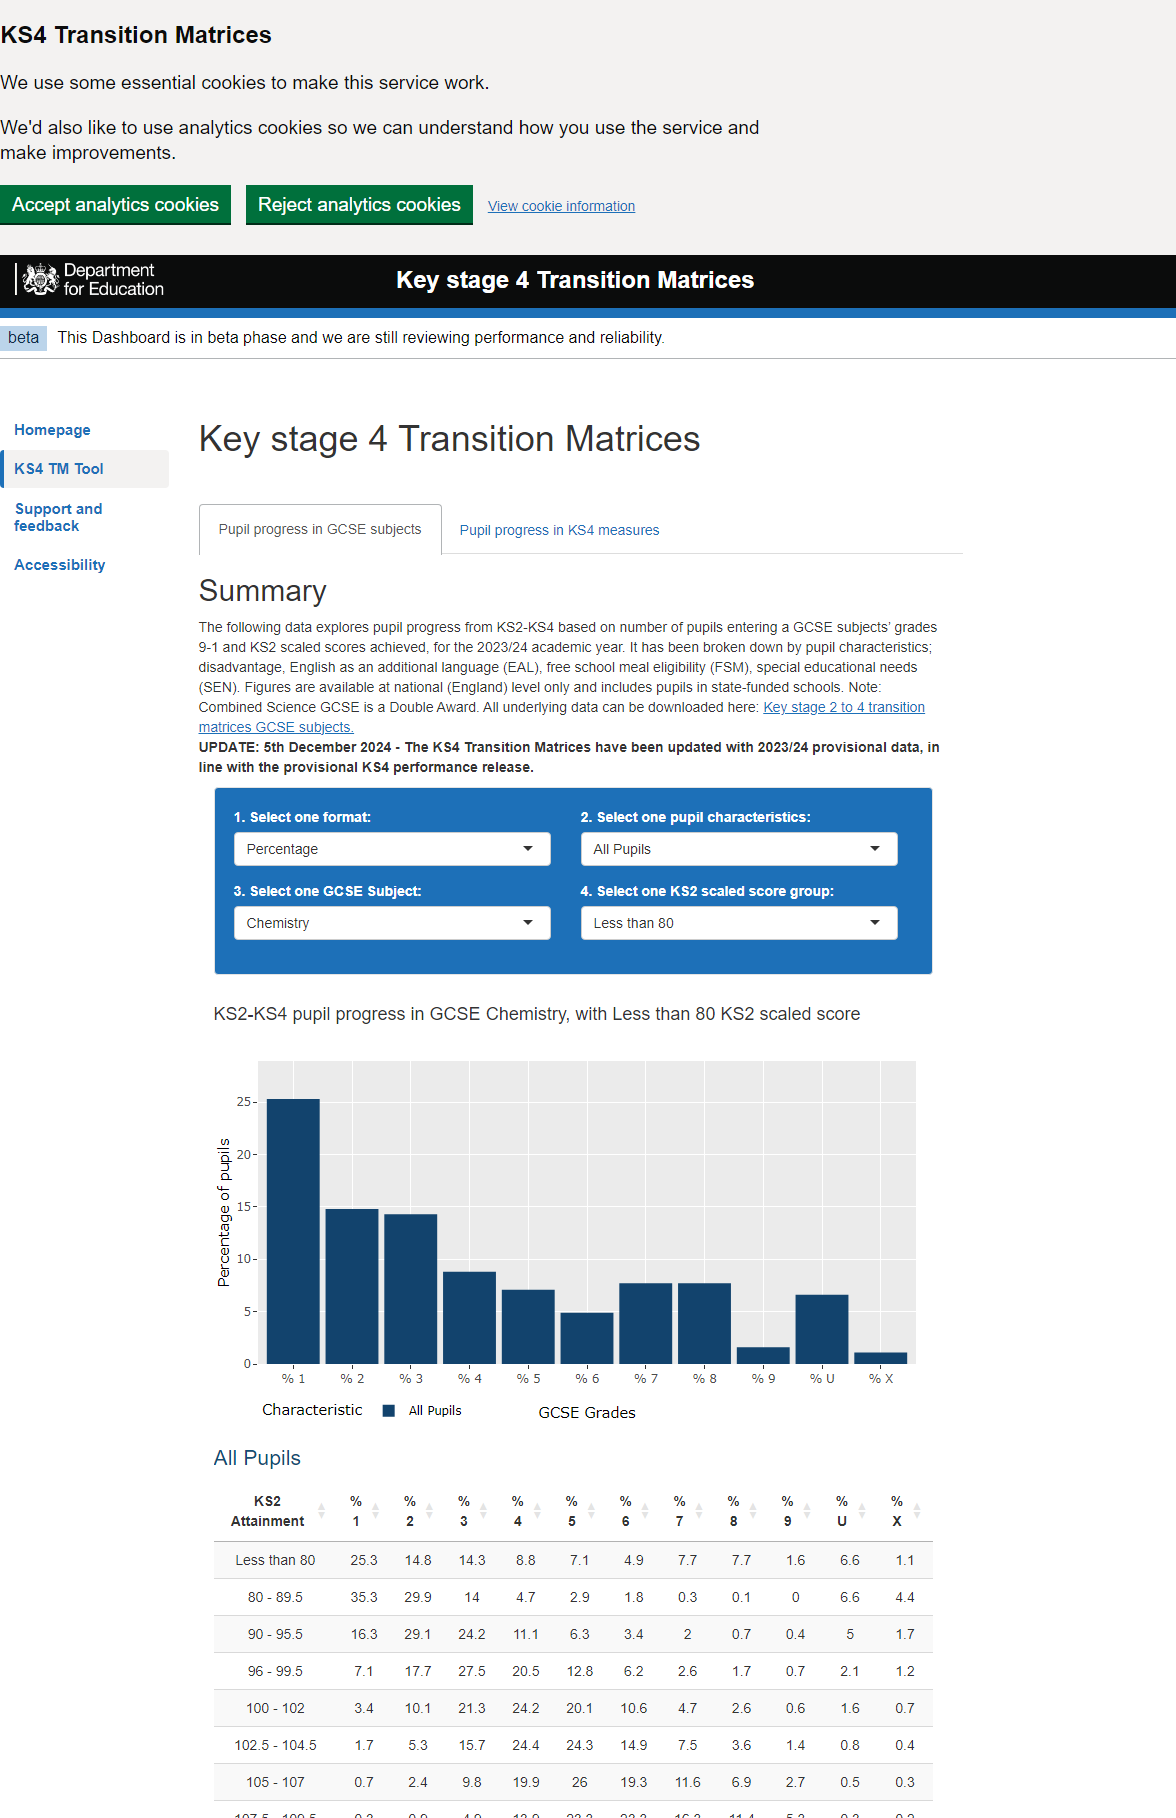 KS4 Transition Matrices
We use some essential cookies to make this service work.
We'd also like to use analytics cookies so we can understand how you use the service and
make improvements.
Accept analytics cookies Reject analytics cookies View cookie information
Department
for Education
Key stage 4 Transition Matrices
beta This Dashboard is in beta phase and we are still reviewing performance and reliability.
Homepage
KS4 TM Tool
Support and
feedback
Accessibility
Key stage 4 Transition Matrices
Pupil progress in GCSE subjects Pupil progress in KS4 measures
Summary
The following data explores pupil progress from KS2-KS4 based on number of pupils entering a GCSE subjects' grades
9-1 and KS2 scaled scores achieved, for the 2023/24 academic year. It has been broken down by pupil characteristics;
disadvantage, English as an additional language (EAL), free school meal eligibility (FSM), special educational needs
(SEN). Figures are available at national (England) level only and includes pupils in state-funded schools. Note:
Combined Science GCSE is a Double Award. All underlying data can be downloaded here: Key stage 2 to 4 transition
matrices GCSE subjects.
UPDATE: 5th December 2024 - The KS4 Transition Matrices have been updated with 2023/24 provisional data, in
line with the provisional KS4 performance release.
1. Select one format: 2. Select one pupil characteristics:
Percentage All Pupils
3. Select one GCSE Subject: 4. Select one KS2 scaled score group:
Chemistry Less than 80
KS2-KS4 pupil progress in GCSE Chemistry, with Less than 80 KS2 scaled score
Percentage of pupils
25
20
15
10
5
0
% 1 % 2 % 3 % 4 % 5 % 6 % 7 % 8 % 9 % U % X
Characteristic All Pupils GCSE Grades
All Pupils
KS2 % % % % % % % % % % %
Attainment 1 2 3 4 5 6 7 8 9 U X
Less than 80 25.3 14.8 14.3 8.8 7.1 4.9 7.7 7.7 1.6 6.6 1.1
80 - 89.5 35.3 29.9 14 4.7 2.9 1.8 0.3 0.1 0 6.6 4.4
90 - 95.5 16.3 29.1 24.2 11.1 6.3 3.4 2 0.7 0.4 5 1.7
96 - 99.5 7.1 17.7 27.5 20.5 12.8 6.2 2.6 1.7 0.7 2.1 1.2
100 - 102 3.4 10.1 21.3 24.2 20.1 10.6 4.7 2.6 0.6 1.6 0.7
102.5 - 104.5 1.7 5.3 15.7 24.4 24.3 14.9 7.5 3.6 1.4 0.8 0.4
105 - 107 0.7 2.4 9.8 19.9 26 19.3 11.6 6.9 2.7 0.5 0.3